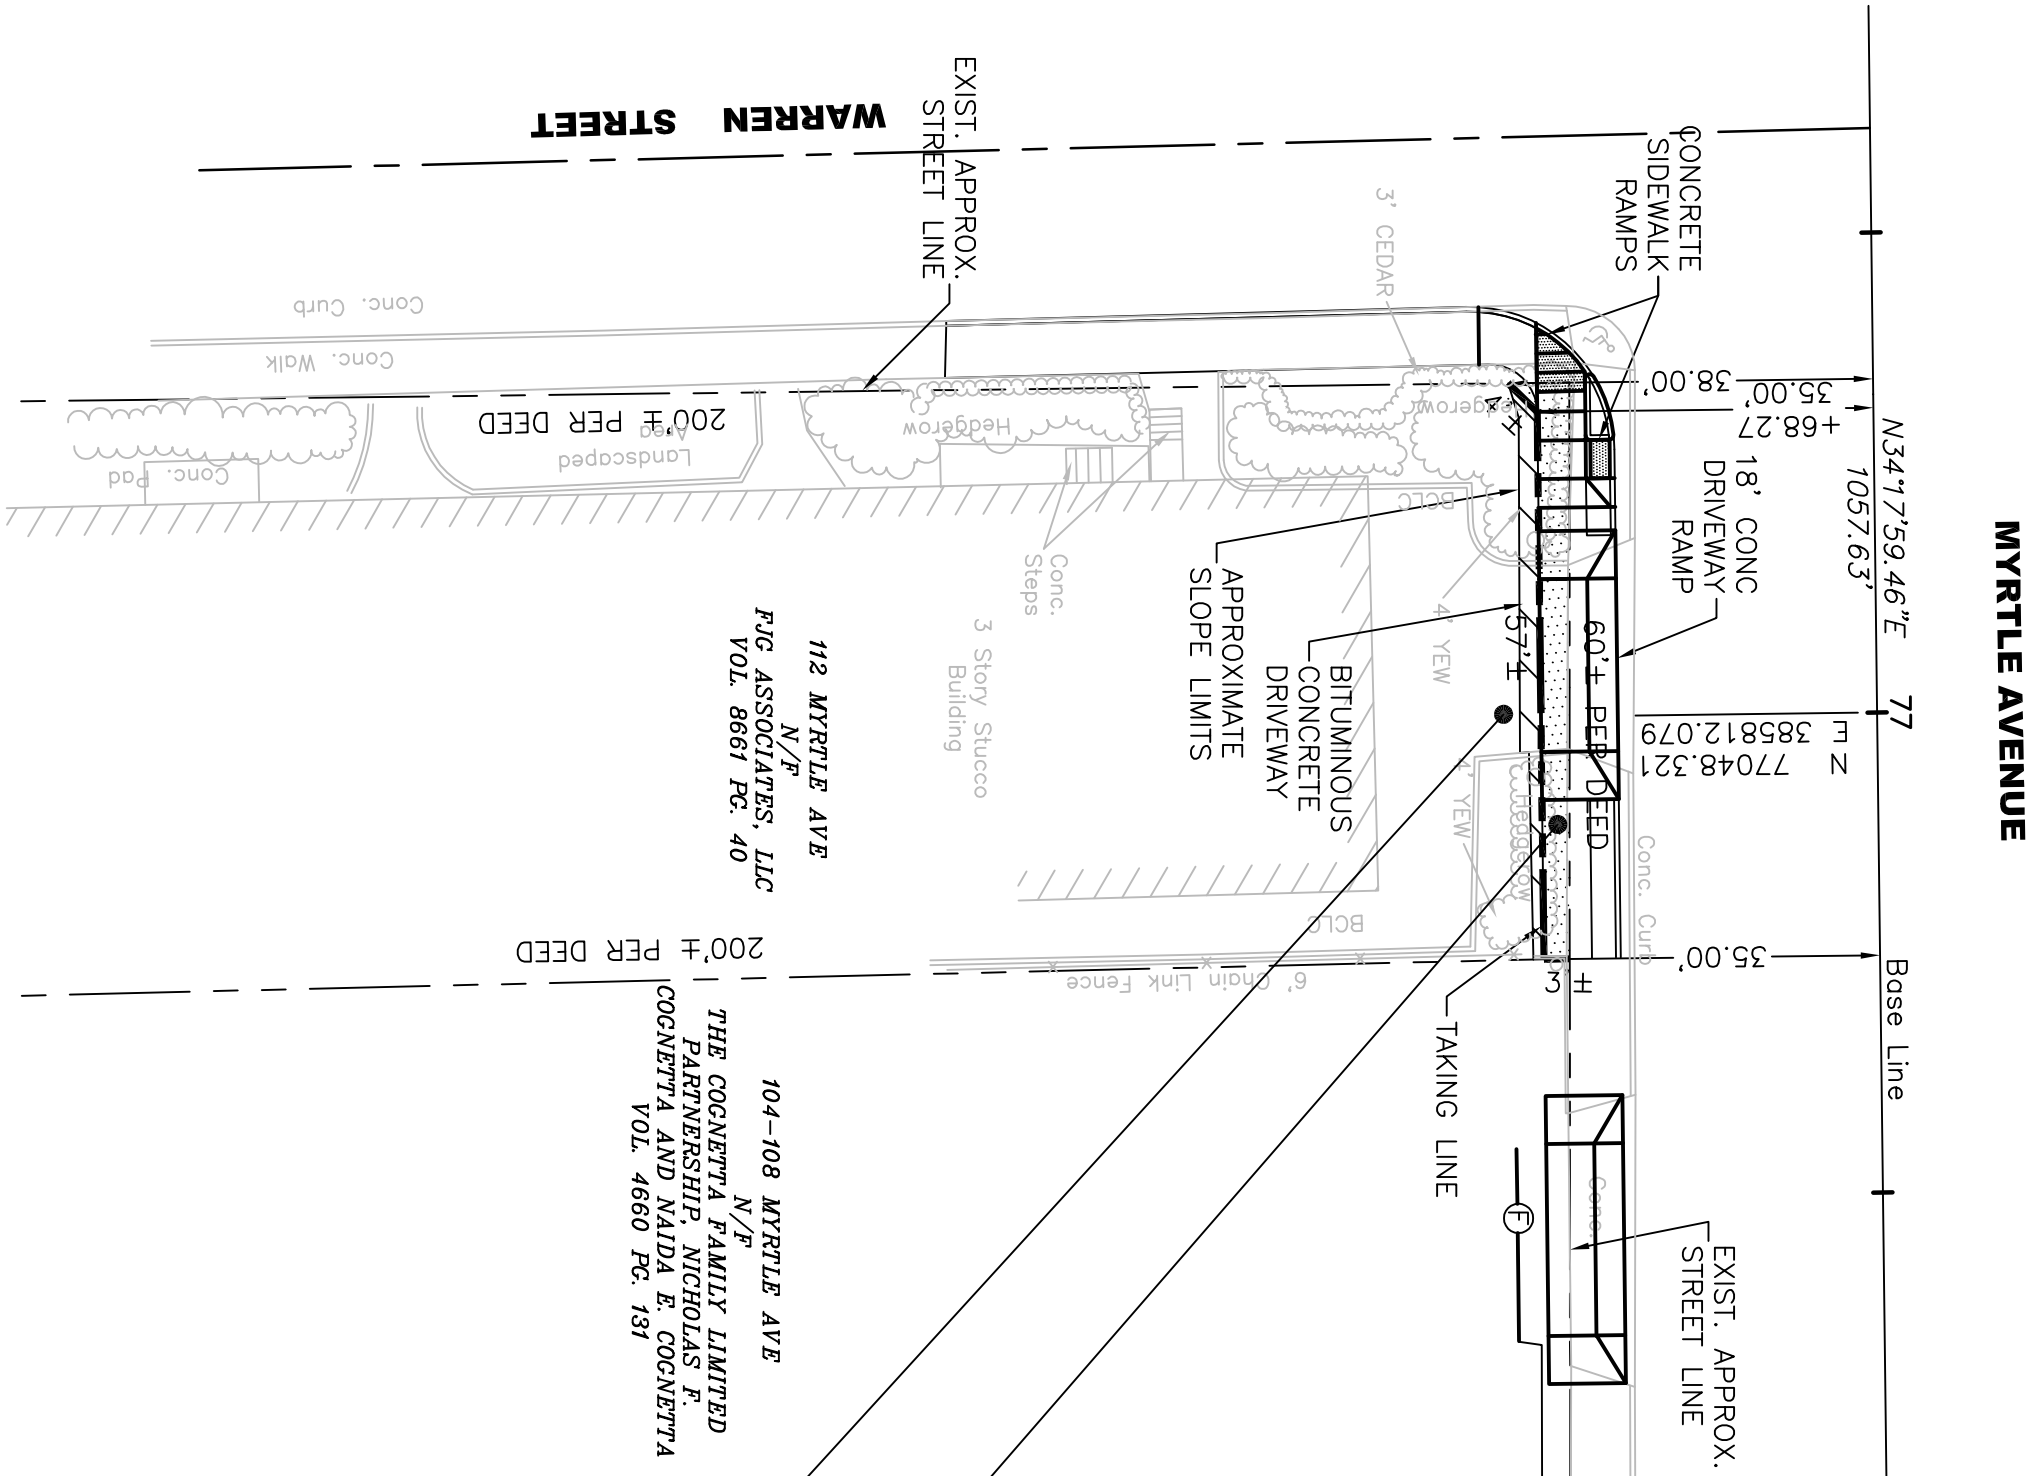 WARREN STREET
EXIST. APPROX.
STREET LINE
CONCRETE
SIDEWALK
RAMPS
3' CEDAR
Conc. Curb
Conc. Walk
200'± PER DEED
Landscaped
Area
Conc. Pad
Hedgerow
Hedgerow
4'±
38.00'
35.00'
+68.27
N34°17'59.46"E
1057.63'
MYRTLE AVENUE
18' CONC
DRIVEWAY
RAMP
BCLC
Conc.
Steps
APPROXIMATE
SLOPE LIMITS
4' YEW
BITUMINOUS
CONCRETE
DRIVEWAY
57'±
60'± PER DEED
77
N 77048.321
E 385812.079
3 Story Stucco
Building
112 MYRTLE AVE
N/F
FJG ASSOCIATES, LLC
VOL. 8661 PG. 40
4' YEW
Hedgerow
Conc. Curb
BCLC
200'± PER DEED
6' Chain Link Fence
3'±
35.00'
Base Line
TAKING LINE
104-108 MYRTLE AVE
N/F
THE COGNETTA FAMILY LIMITED
PARTNERSHIP, NICHOLAS F.
COGNETTA AND NAIDA E. COGNETTA
VOL. 4660 PG. 131
F
Conc.
EXIST. APPROX.
STREET LINE